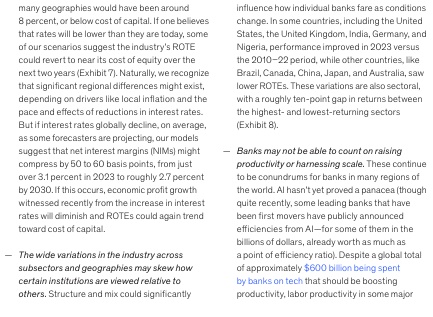 many geographies would have been around
8 percent, or below cost of capital. If one believes
that rates will be lower than they are today, some
of our scenarios suggest the industry's ROTE
could revert to near its cost of equity over the
next two years (Exhibit 7). Naturally, we recognize
that significant regional differences might exist,
depending on drivers like local inflation and the
pace and effects of reductions in interest rates.
But if interest rates globally decline, on average,
as some forecasters are projecting, our models
suggest that net interest margins (NIMs) might
compress by 50 to 60 basis points, from just
over 3.1 percent in 2023 to roughly 2.7 percent
by 2030. If this occurs, economic profit growth
witnessed recently from the increase in interest
rates will diminish and ROTEs could again trend
toward cost of capital.
— The wide variations in the industry across
subsectors and geographies may skew how
certain institutions are viewed relative to
others. Structure and mix could significantly
influence how individual banks fare as conditions
change. In some countries, including the United
States, the United Kingdom, India, Germany, and
Nigeria, performance improved in 2023 versus
the 2010–22 period, while other countries, like
Brazil, Canada, China, Japan, and Australia, saw
lower ROTEs. These variations are also sectoral,
with a roughly ten-point gap in returns between
the highest- and lowest-returning sectors
(Exhibit 8).
— Banks may not be able to count on raising
productivity or harnessing scale. These continue
to be conundrums for banks in many regions of
the world. AI hasn't yet proved a panacea (though
quite recently, some leading banks that have
been first movers have publicly announced
efficiencies from AI—for some of them in the
billions of dollars, already worth as much as
a point of efficiency ratio). Despite a global total
of approximately $600 billion being spent
by banks on tech that should be boosting
productivity, labor productivity in some major